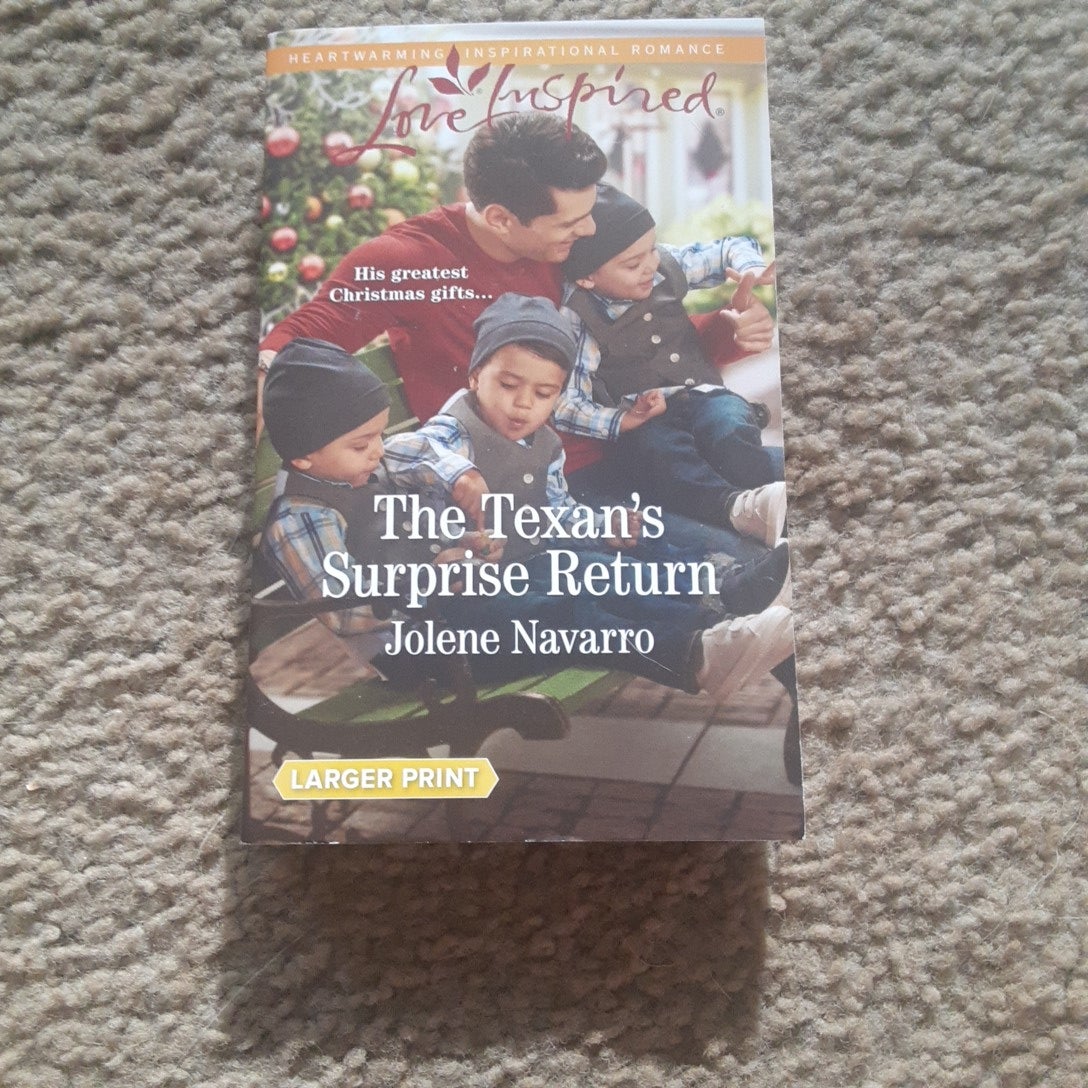 HEARTWARMING INSPIRATIONAL ROMANCE
Love Inspired®
His greatest
Christmas gifts...
The Texan's
Surprise Return
Jolene Navarro
LARGER PRINT